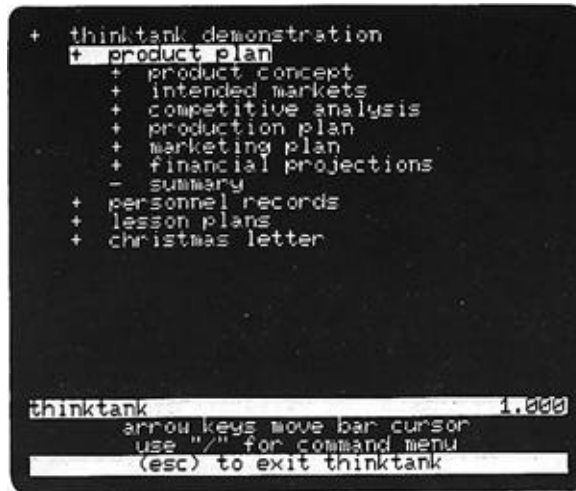 + thinktank demonstration
+ product plan
+ product concept
+ intended markets
+ competitive analysis
+ production plan
+ marketing plan
+ financial projections
- summary
+ personnel records
+ lesson plans
+ christmas letter
thinktank 1.000
arrow keys move bar cursor
use "/" for command menu
(esc) to exit thinktank